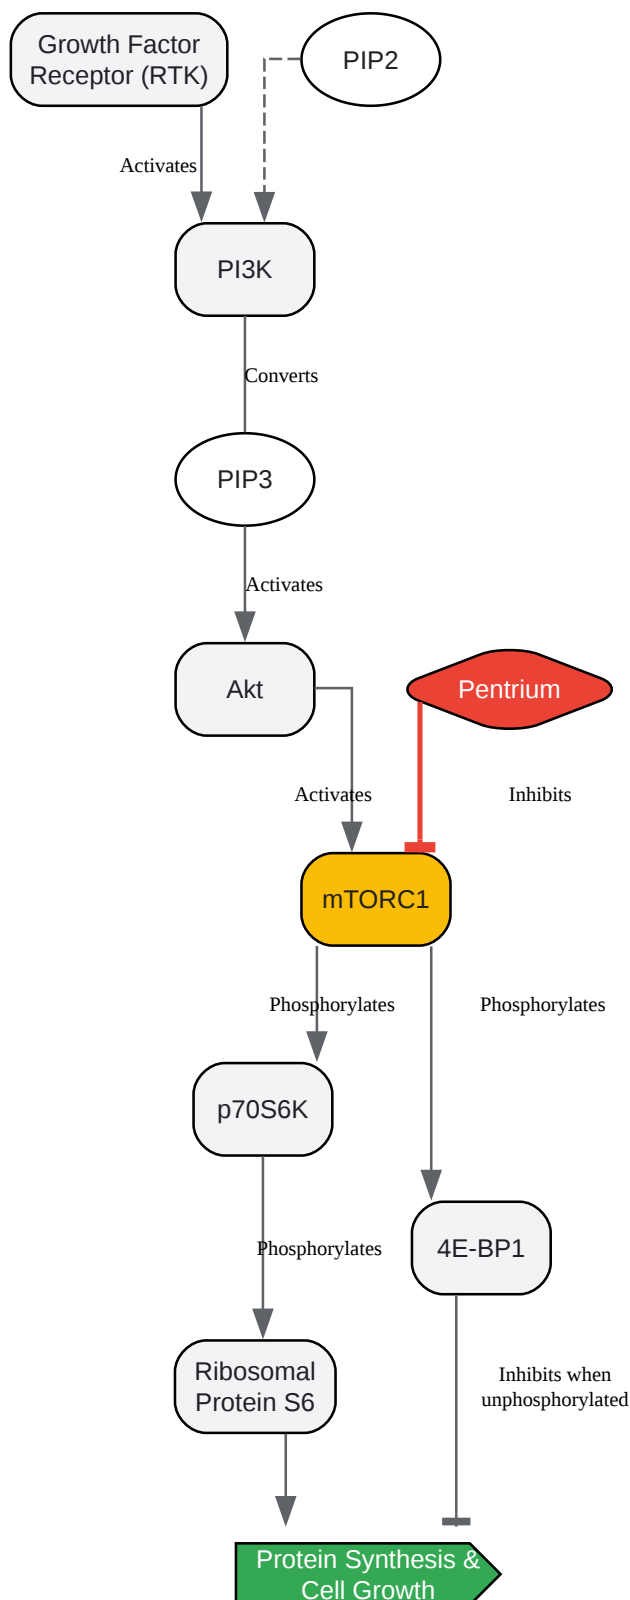 Growth Factor
Receptor (RTK)
PIP2
Activates
PI3K
Converts
PIP3
Activates
Akt
Pentrium
Activates
Inhibits
mTORC1
Phosphorylates
Phosphorylates
p70S6K
Phosphorylates
4E-BP1
Ribosomal
Protein S6
Inhibits when
unphosphorylated
Protein Synthesis &
Cell Growth